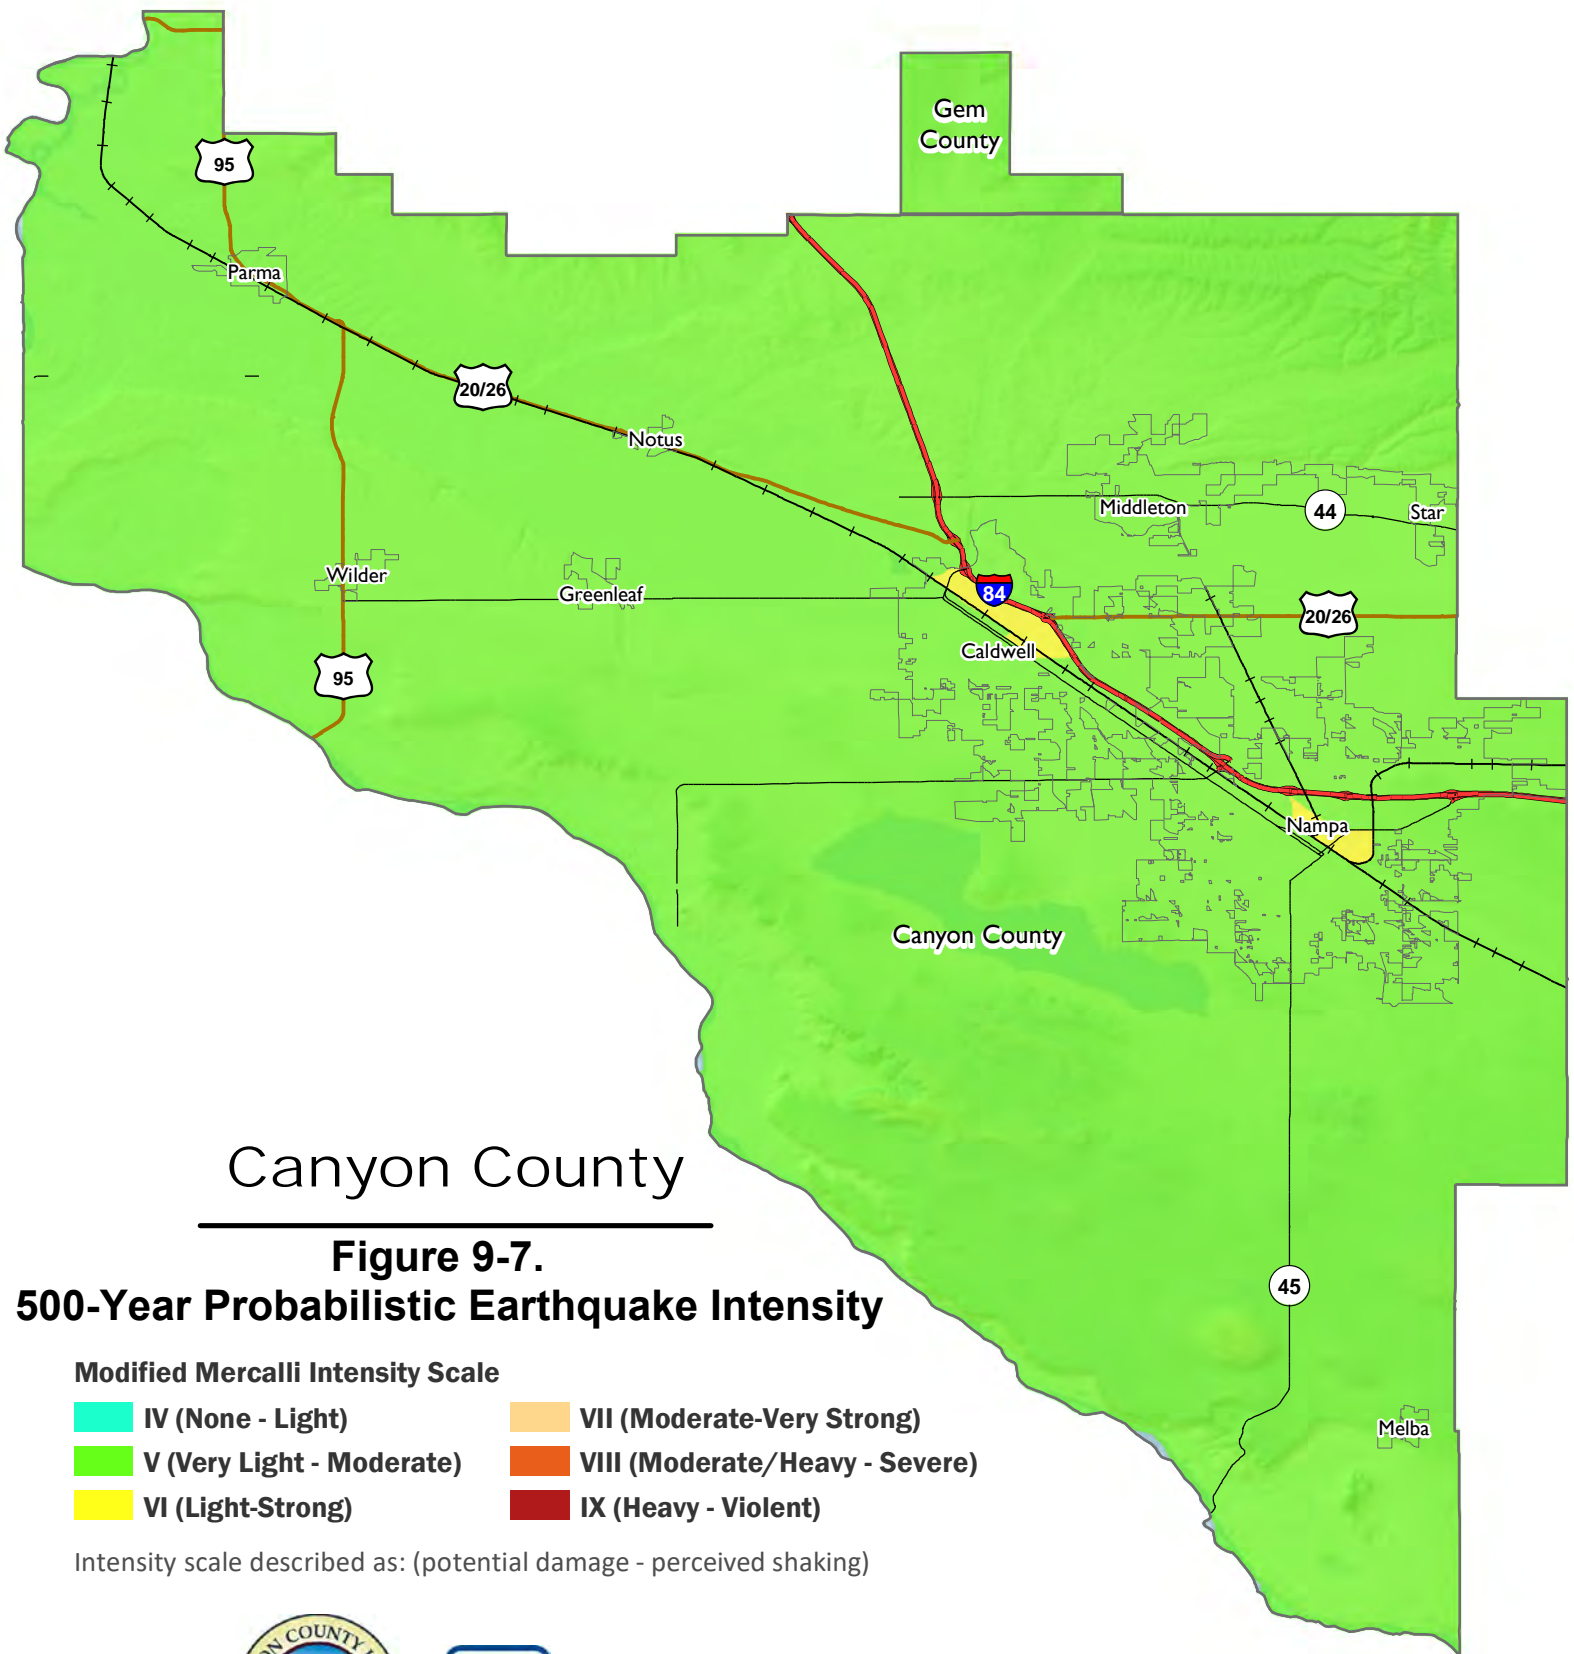 Gem
County
95
Parma
20/26
Notus
Middleton
44
Star
Wilder
Greenleaf
84
20/26
Caldwell
95
Nampa
Canyon County
45
Melba
Canyon County
Figure 9-7.
500-Year Probabilistic Earthquake Intensity
Modified Mercalli Intensity Scale
IV (None - Light)
V (Very Light - Moderate)
VI (Light-Strong)
VII (Moderate-Very Strong)
VIII (Moderate/Heavy - Severe)
IX (Heavy - Violent)
Intensity scale described as: (potential damage - perceived shaking)
COUNTY